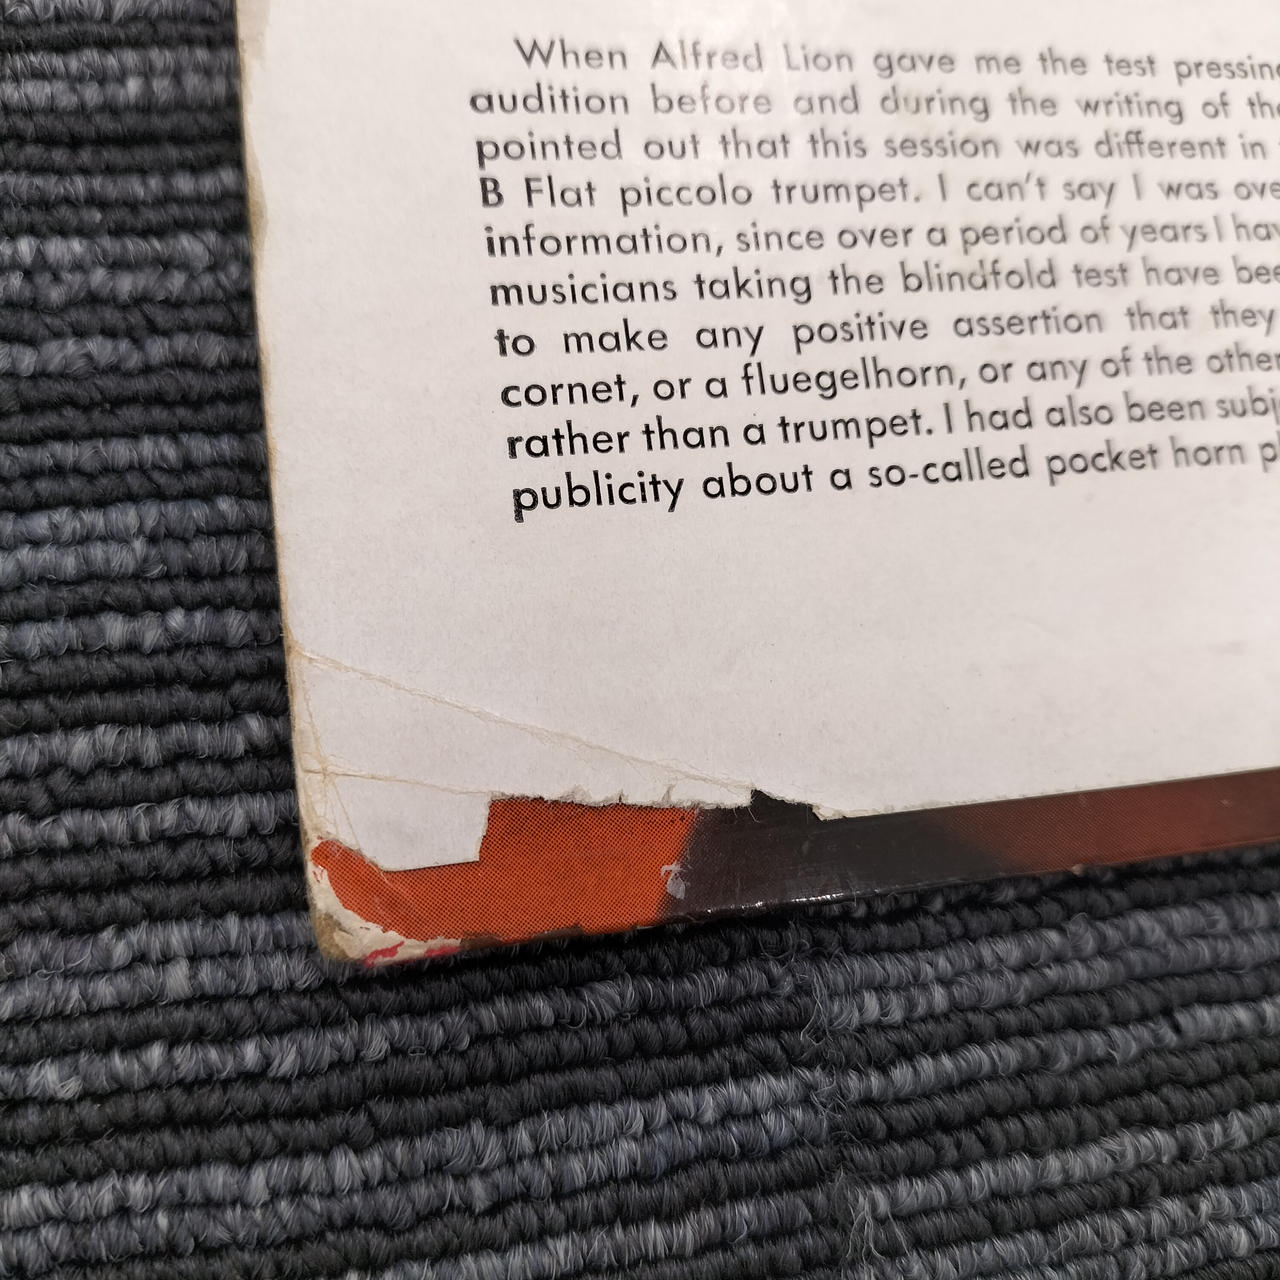 When Alfred Lion gave me the test pressing
audition before and during the writing of the
pointed out that this session was different in
B Flat piccolo trumpet. I can't say I was ove
information, since over a period of years I hav
musicians taking the blindfold test have bee
to make any positive assertion that they
cornet, or a fluegelhorn, or any of the other
rather than a trumpet. I had also been subj
publicity about a so-called pocket horn p